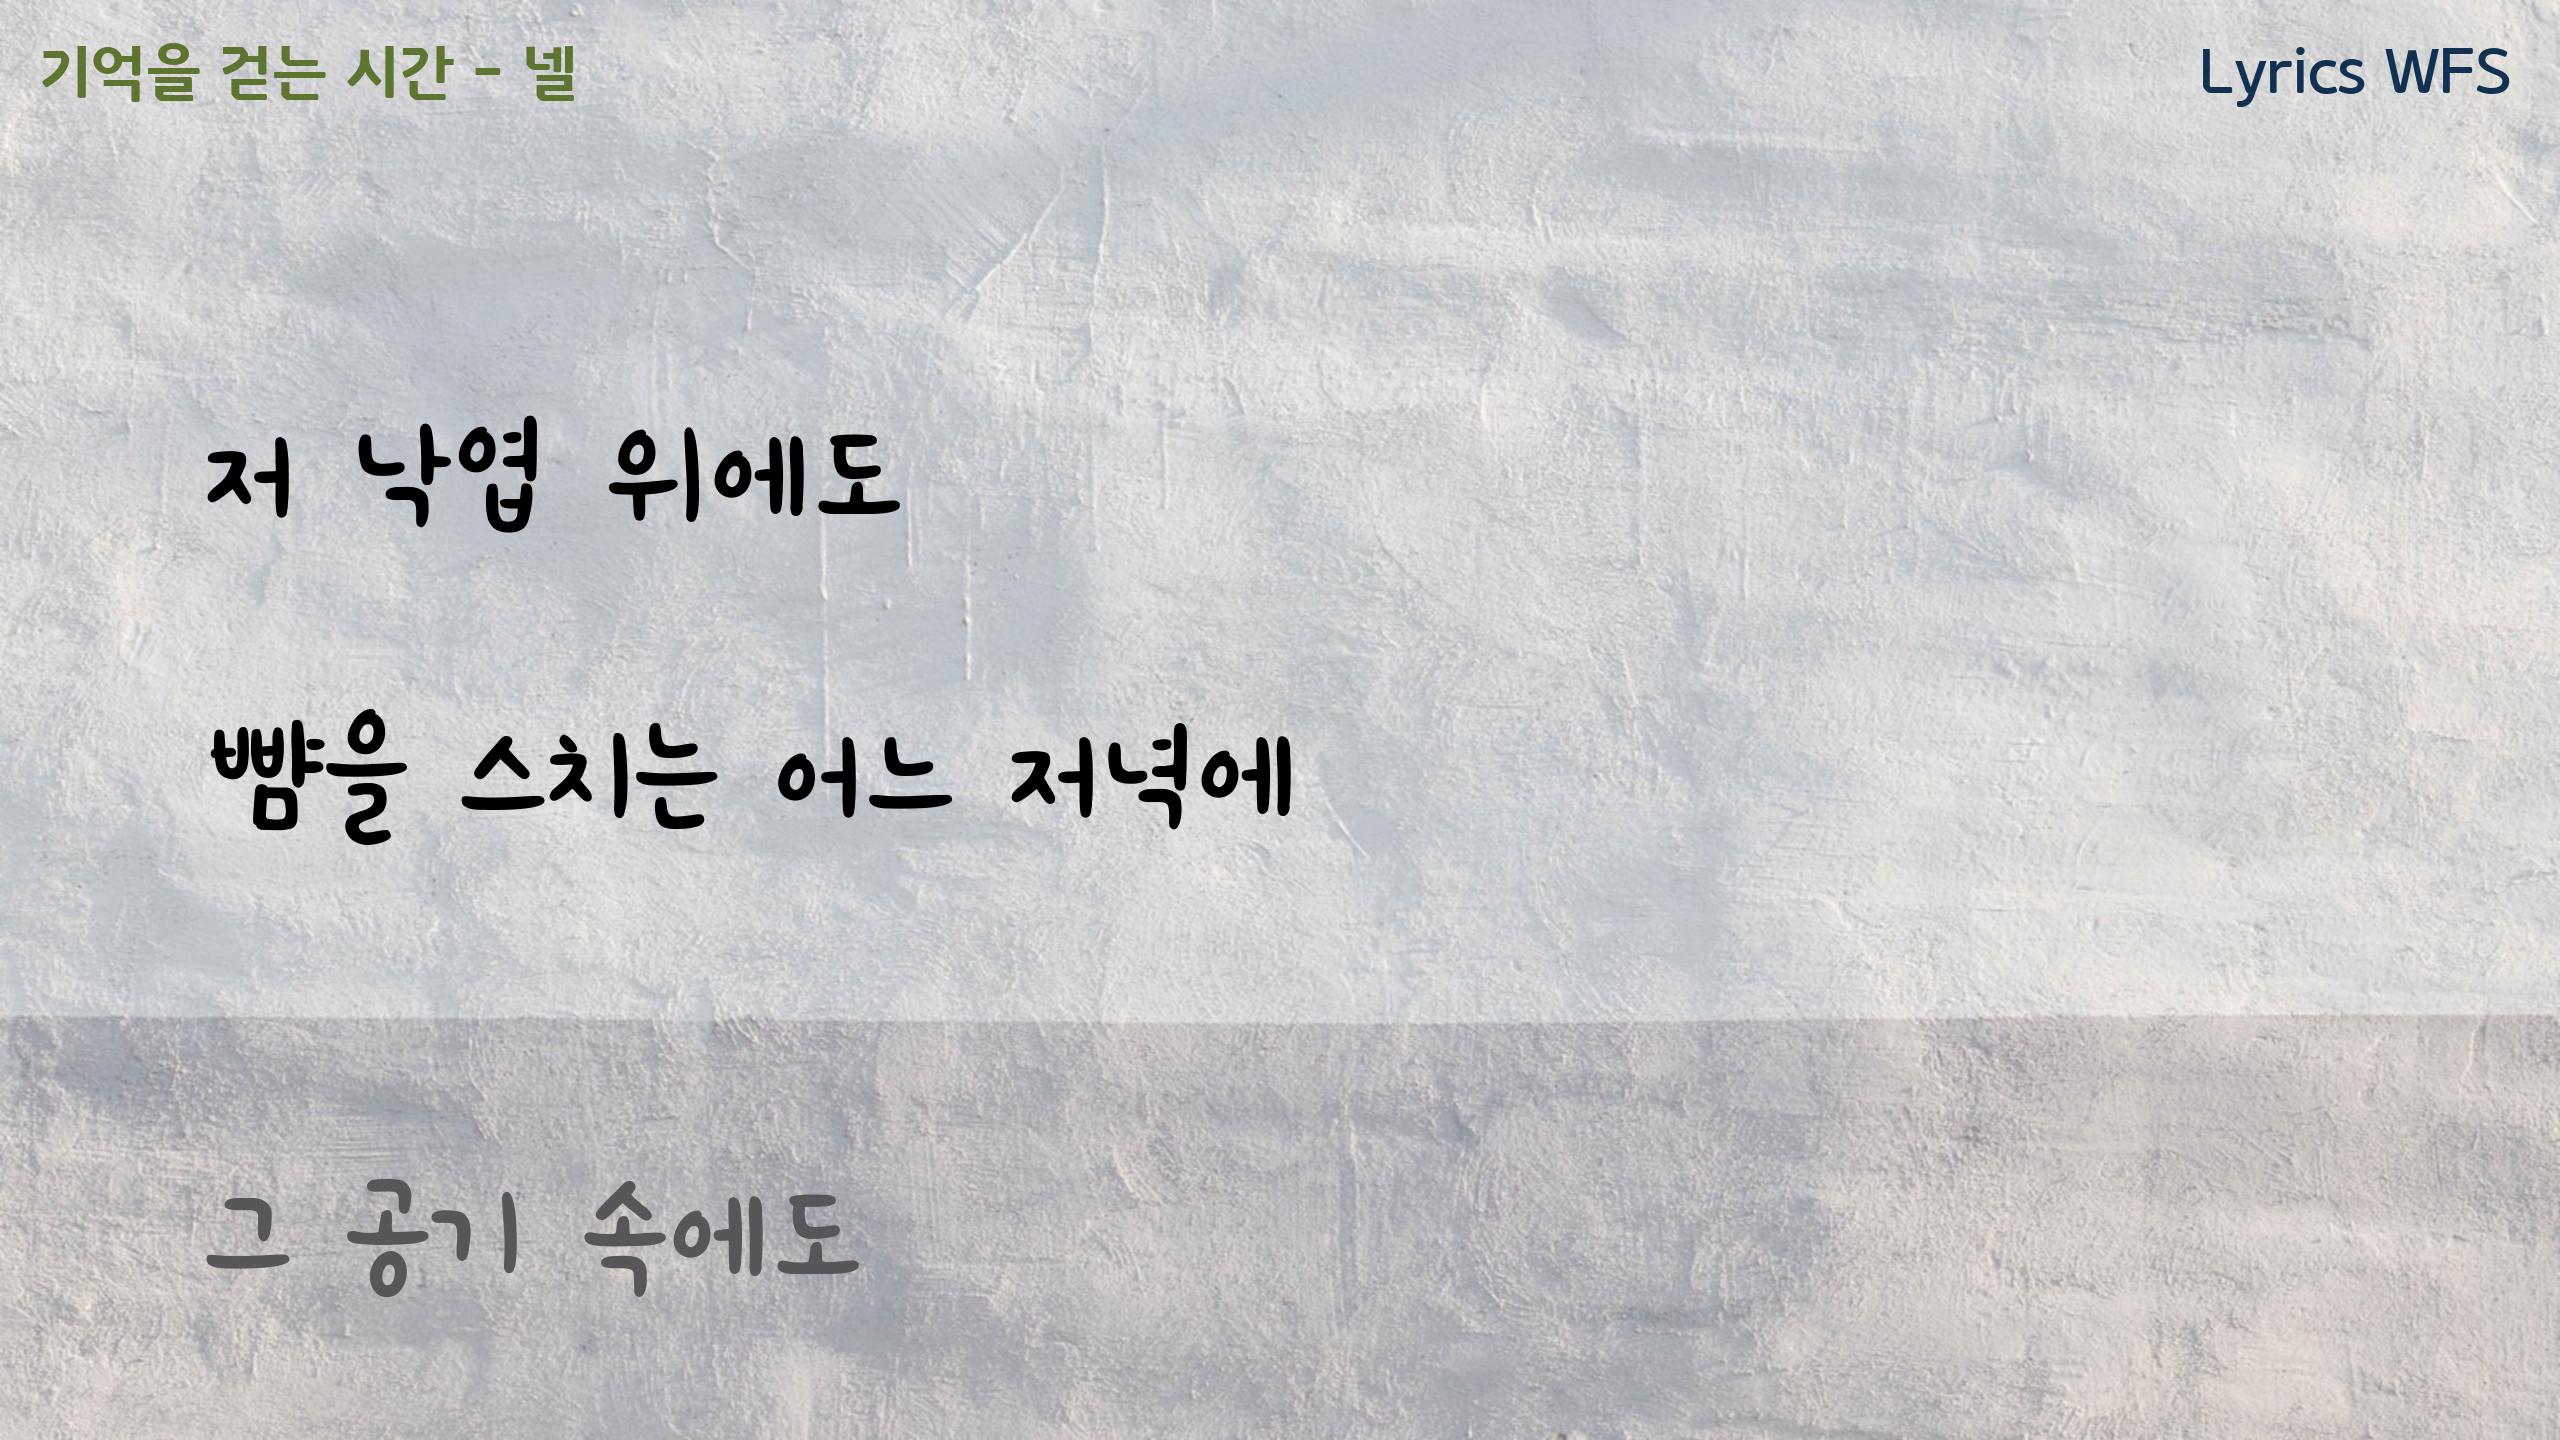 기억을 걷는 시간 - 넬
Lyrics WFS
저 낙엽 위에도
뺨을 스치는 어느 저녁에
그 공기 속에도